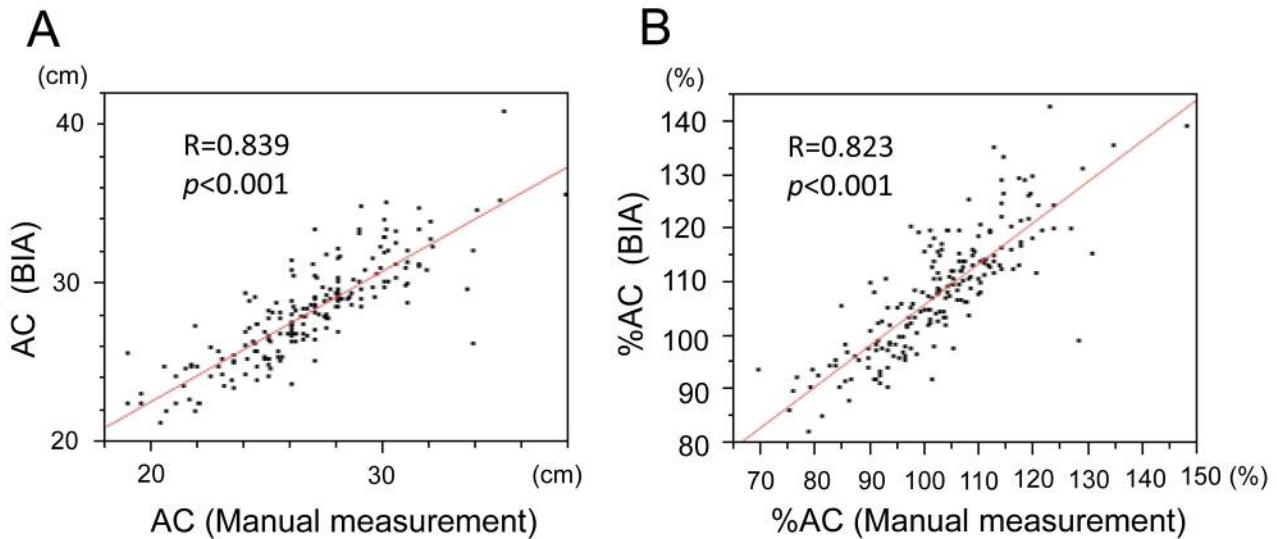 A
(cm)
40
30
20
R=0.839
p<0.001
AC (BIA)
20
30
(cm)
AC (Manual measurement)
B
(%)
140
130
120
110
100
90
80
R=0.823
p<0.001
%AC (BIA)
70
80
90
100
110
120
130
140
150 (%)
%AC (Manual measurement)